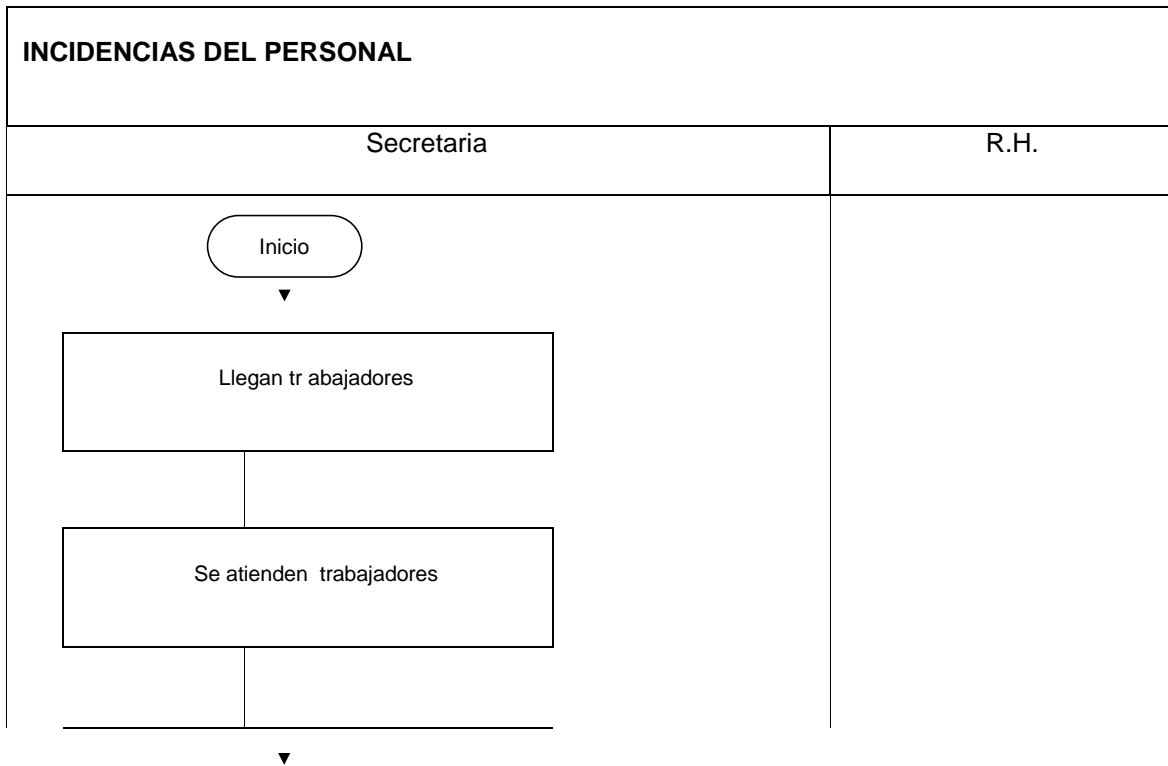 INCIDENCIAS DEL PERSONAL
Secretaria
R.H.
Inicio
Llegan tr abajadores
Se atienden trabajadores